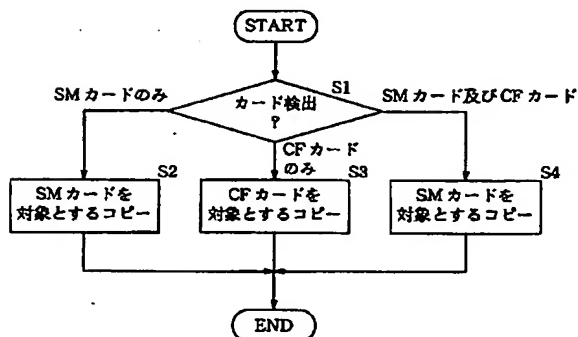 START
S1
SMカードのみ
カード検出
?
SMカード及びCFカード
CFカード
のみ
S2
SMカードを
対象とするコピー
S3
CFカードを
対象とするコピー
S4
SMカードを
対象とするコピー
END